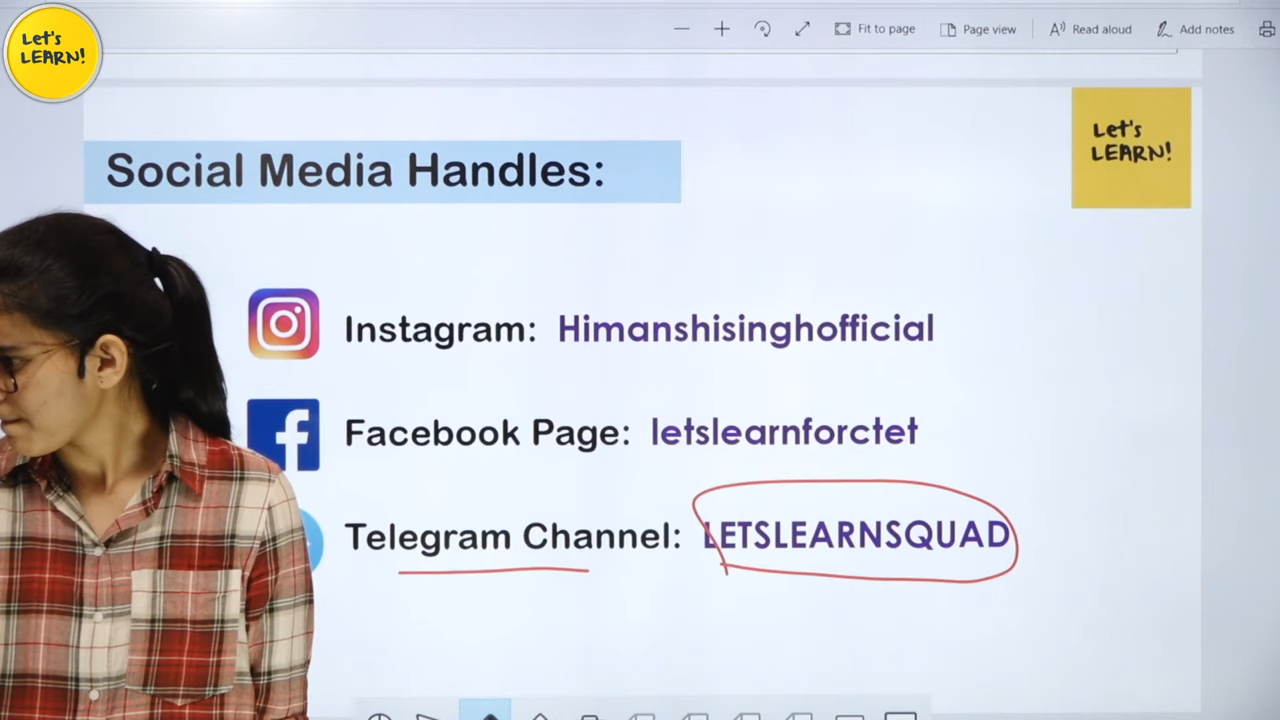 Let's
LEARN!
Fit to page
Page view
Read aloud
Add notes
Let's
LEARN!
Social Media Handles:
Instagram: Himanshisinghofficial
Facebook Page: letslearnforctet
Telegram Channel: LETSLEARNSQUAD